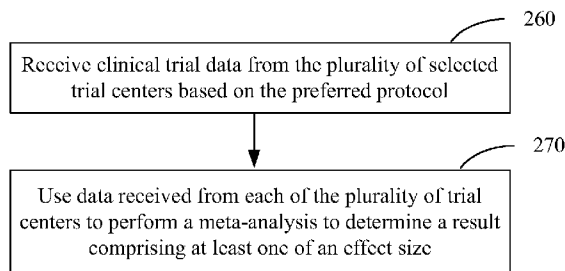 260
Receive clinical trial data from the plurality of selected
trial centers based on the preferred protocol
270
Use data received from each of the plurality of trial
centers to perform a meta-analysis to determine a result
comprising at least one of an effect size